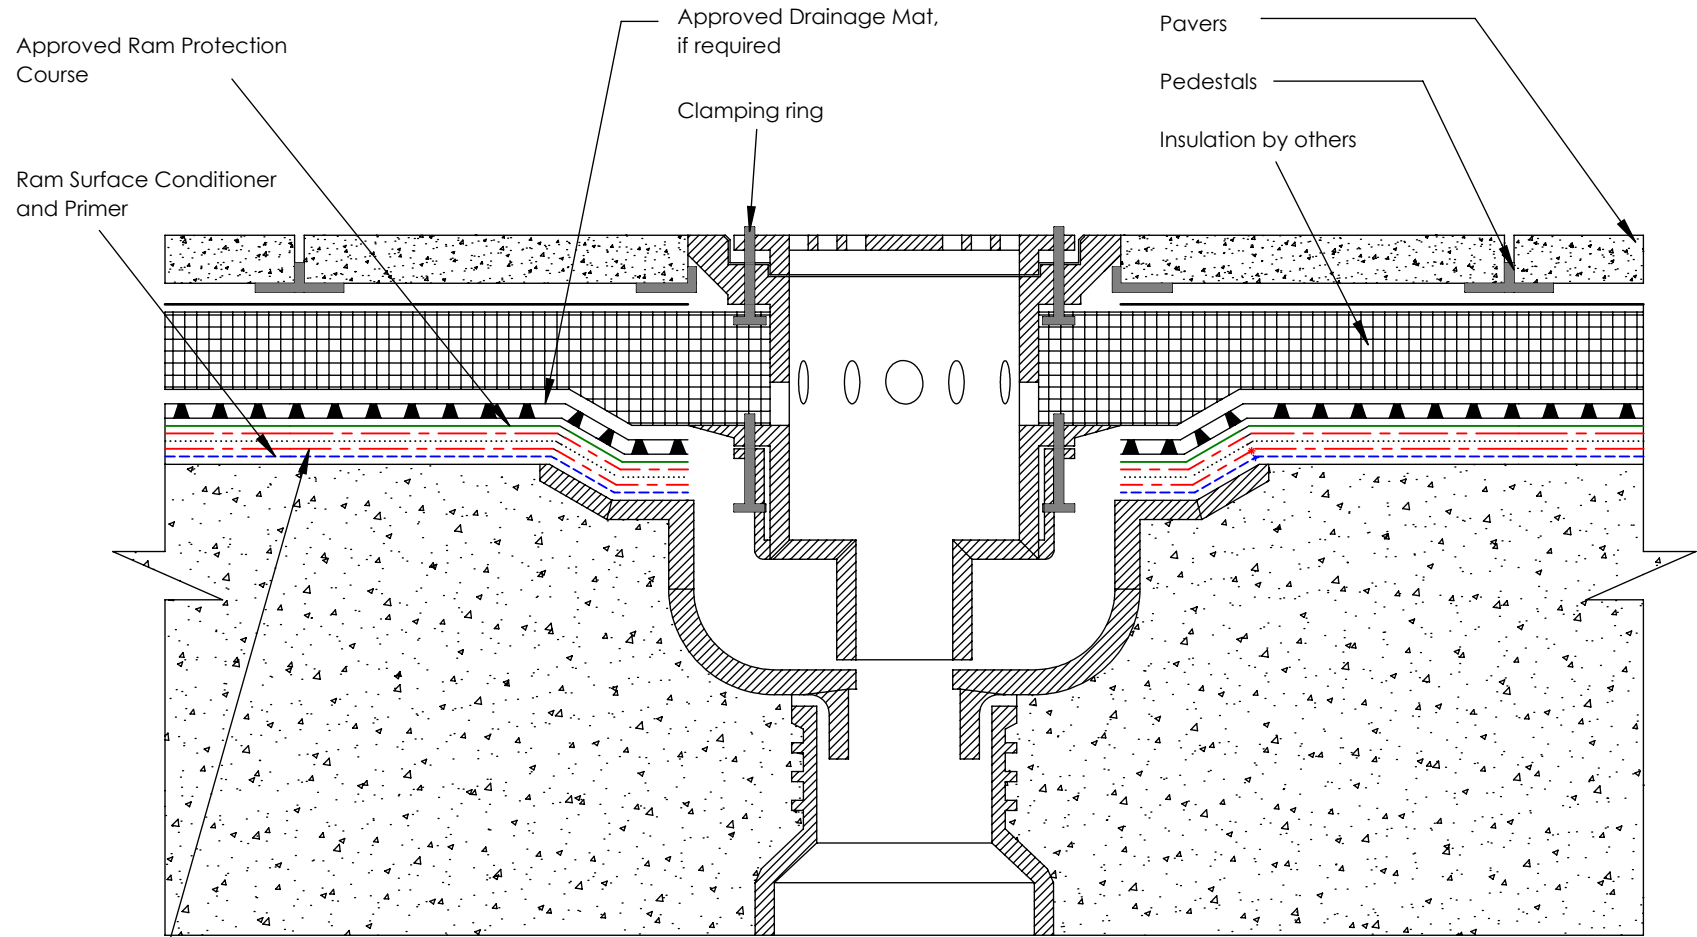 Approved Ram Protection
Course
Ram Surface Conditioner
and Primer
Approved Drainage Mat,
if required
Clamping ring
Pavers
Pedestals
Insulation by others